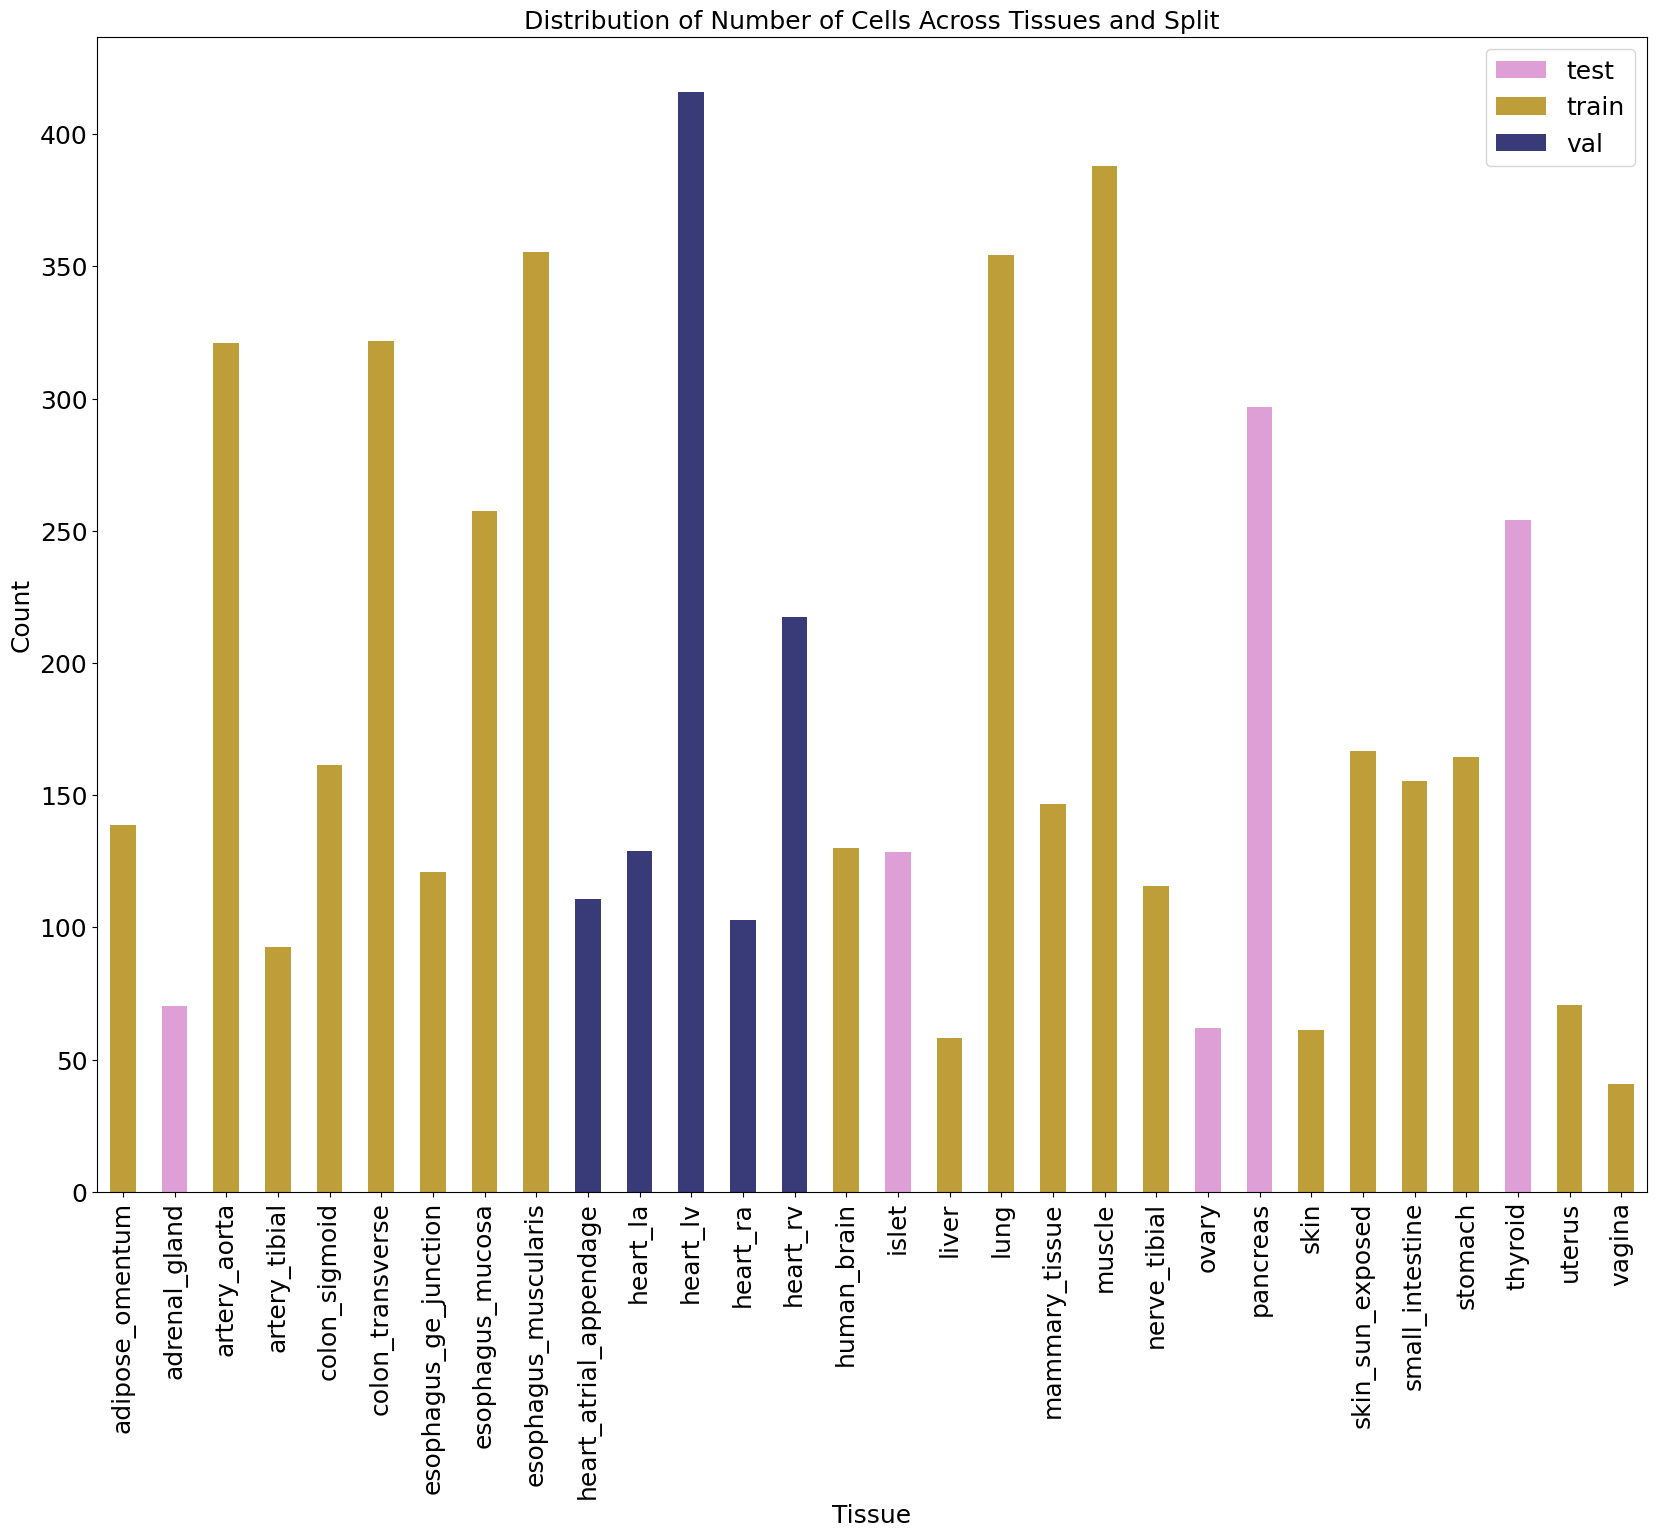 Distribution of Number of Cells Across Tissues and Split
test
train
val
Count
400
350
300
250
200
150
100
50
0
adipose_omentum
adrenal_gland
artery_aorta
artery_tibial
colon_sigmoid
colon_transverse
esophagus_ge_junction
esophagus_mucosa
esophagus_muscularis
heart_atrial_appendage
heart_la
heart_lv
heart_ra
heart_rv
human_brain
islet
liver
lung
mammary_tissue
muscle
nerve_tibial
ovary
pancreas
skin
skin_sun_exposed
small_intestine
stomach
thyroid
uterus
vagina
Tissue